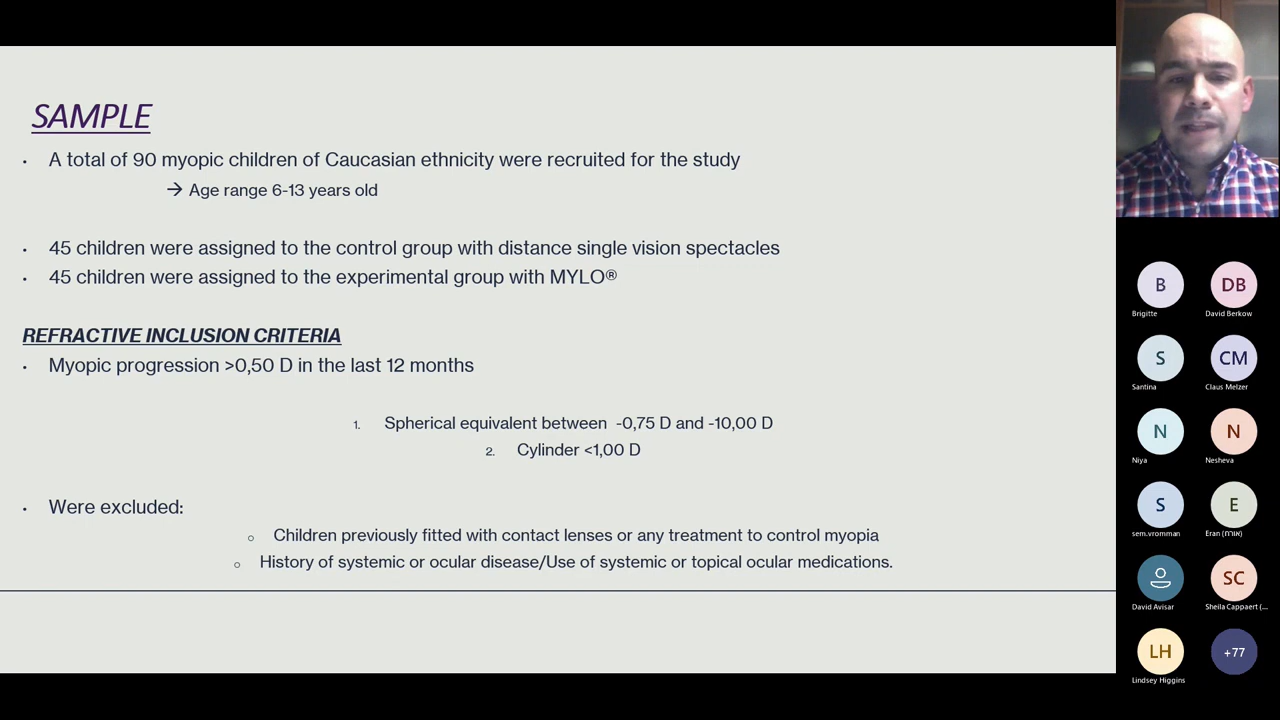 SAMPLE
• A total of 90 myopic children of Caucasian ethnicity were recruited for the study
→ Age range 6-13 years old
• 45 children were assigned to the control group with distance single vision spectacles
• 45 children were assigned to the experimental group with MYLO®
REFRACTIVE INCLUSION CRITERIA
• Myopic progression >0,50 D in the last 12 months
1. Spherical equivalent between -0,75 D and -10,00 D
2. Cylinder <1,00 D
• Were excluded:
○ Children previously fitted with contact lenses or any treatment to control myopia
○ History of systemic or ocular disease/Use of systemic or topical ocular medications.
B DB
Brigitte David Berkow
S CM
Santina Claus Melzer
N N
Niya Nesheva
S E
sem.vromman Eran (אורח)
SC
David Avisar Sheila Cappaert (...
LH +77
Lindsey Higgins